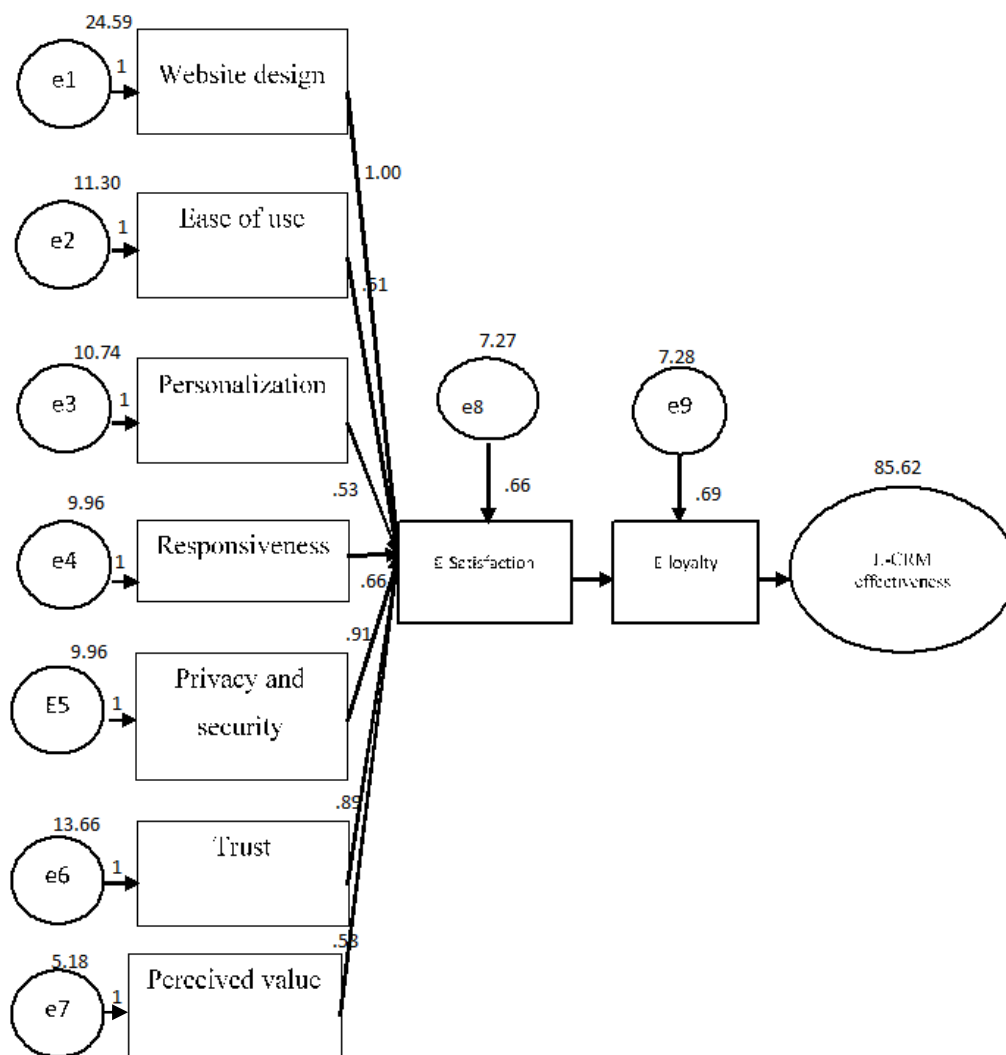 24.59
e1
1
Website design
1.00
11.30
e2
1
Ease of use
.51
10.74
e3
1
Personalization
.53
9.96
e4
1
Responsiveness
.66
9.96
E5
1
Privacy and
security
.91
13.66
e6
1
Trust
.89
5.18
e7
1
Perceived value
.53
7.27
e8
.66
E Satisfaction
7.28
e9
.69
E loyalty
85.62
E-CRM
effectiveness